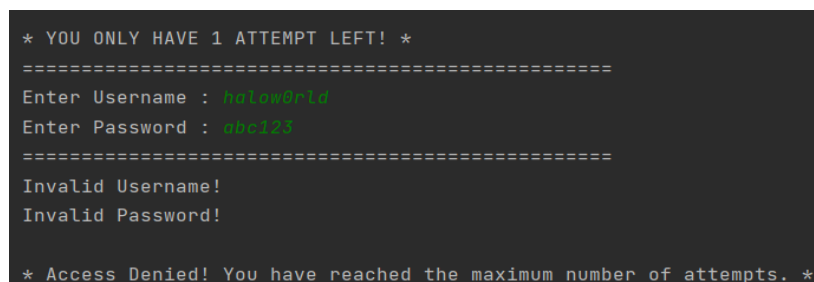 * YOU ONLY HAVE 1 ATTEMPT LEFT! *
==================================================
Enter Username : halow0rld
Enter Password : abc123
==================================================
Invalid Username!
Invalid Password!
* Access Denied! You have reached the maximum number of attempts. *